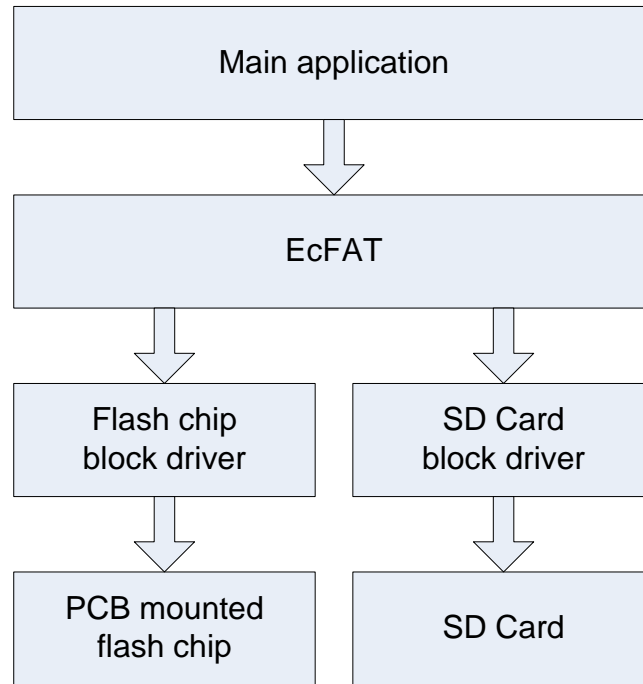 Main application
EcFAT
Flash chip
block driver
SD Card
block driver
PCB mounted
flash chip
SD Card